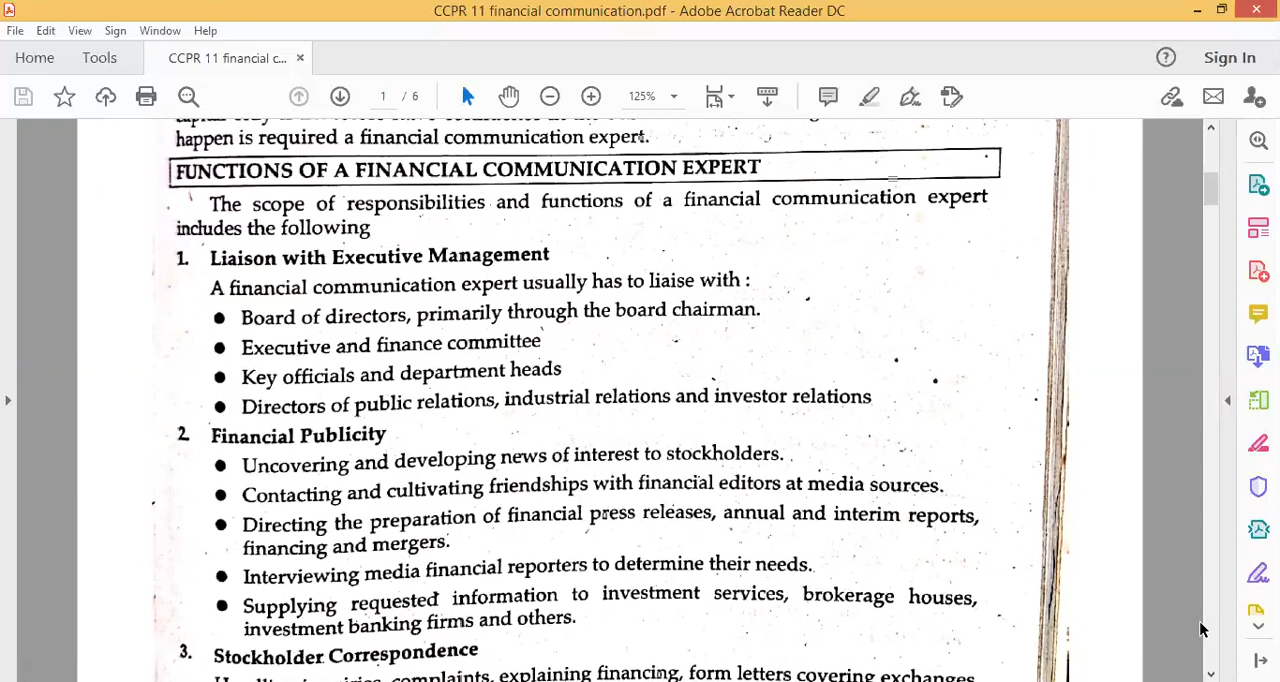 CCPR 11 financial communication.pdf - Adobe Acrobat Reader DC
File Edit View Sign Window Help
Home Tools CCPR 11 financial c... ×
Sign In
1 / 6 125%
happen is required a financial communication expert.
FUNCTIONS OF A FINANCIAL COMMUNICATION EXPERT
The scope of responsibilities and functions of a financial communication expert
includes the following
1. Liaison with Executive Management
A financial communication expert usually has to liaise with :
● Board of directors, primarily through the board chairman.
● Executive and finance committee
● Key officials and department heads
● Directors of public relations, industrial relations and investor relations
2. Financial Publicity
● Uncovering and developing news of interest to stockholders.
● Contacting and cultivating friendships with financial editors at media sources.
● Directing the preparation of financial press releases, annual and interim reports,
financing and mergers.
● Interviewing media financial reporters to determine their needs.
● Supplying requested information to investment services, brokerage houses,
investment banking firms and others.
3. Stockholder Correspondence
complaints, explaining financing, form letters covering exchanges